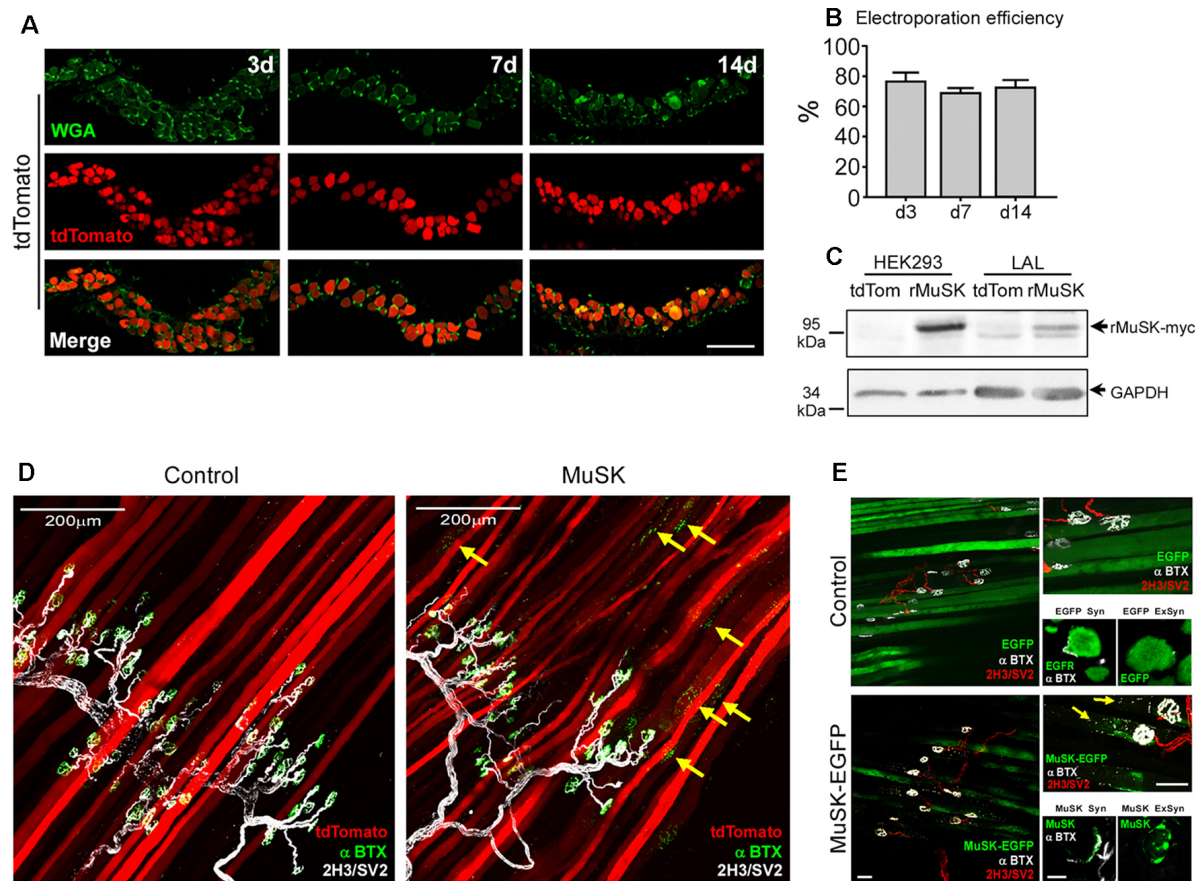 A
3d
7d
14d
WGA
tdTomato
tdTomato
Merge
B Electroporation efficiency
%
100
80
60
40
20
0
d3 d7 d14
C
HEK293 LAL
tdTom rMuSK tdTom rMuSK
95 kDa
rMuSK-myc
34 kDa
GAPDH
D
Control
MuSK
200µm
tdTomato
α BTX
2H3/SV2
200µm
tdTomato
α BTX
2H3/SV2
E
Control
EGFP
α BTX
2H3/SV2
EGFP
α BTX
2H3/SV2
EGFP Syn
EGFP ExSyn
EGFR
α BTX
EGFP
MuSK-EGFP
MuSK-EGFP
α BTX
2H3/SV2
MuSK-EGFP
α BTX
2H3/SV2
MuSK Syn
MuSK ExSyn
MuSK
α BTX
MuSK